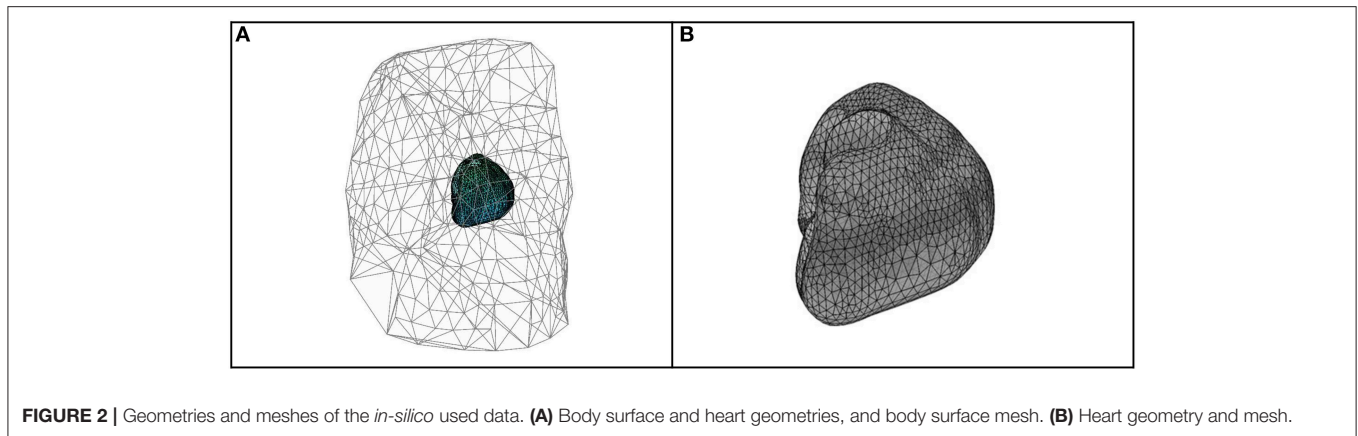 A
B
FIGURE 2 | Geometries and meshes of the in-silico used data. (A) Body surface and heart geometries, and body surface mesh. (B) Heart geometry and mesh.